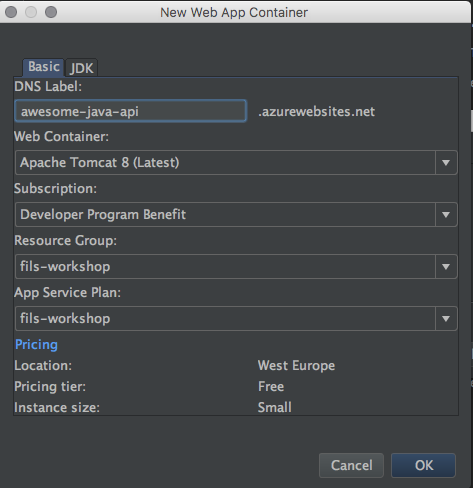 New Web App Container
Basic JDK
DNS Label:
awesome-java-api .azurewebsites.net
Web Container:
Apache Tomcat 8 (Latest)
Subscription:
Developer Program Benefit
Resource Group:
fils-workshop
App Service Plan:
fils-workshop
Pricing
Location: West Europe
Pricing tier: Free
Instance size: Small
Cancel OK